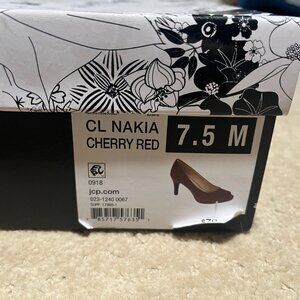 CL NAKIA
CHERRY RED
7.5 M
0918
jcp.com
023-1240 0067